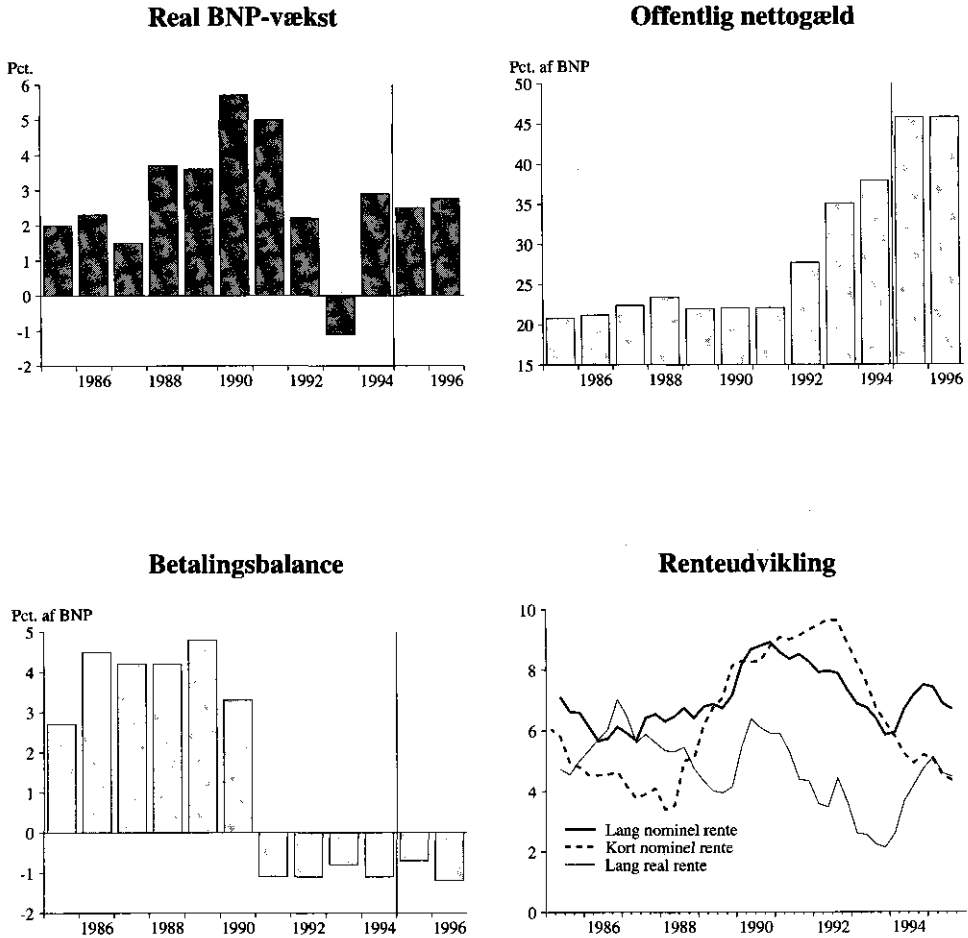 Real BNP-vækst
Pct.
6
5
4
3
2
1
0
-1
-2
1986 1988 1990 1992 1994 1996
Offentlig nettogæld
Pct. af BNP
50
45
40
35
30
25
20
15
1986 1988 1990 1992 1994 1996
Betalingsbalance
Pct. af BNP
5
4
3
2
1
0
-1
-2
1986 1988 1990 1992 1994 1996
Renteudvikling
10
8
6
4
2
0
Lang nominel rente
Kort nominel rente
Lang real rente
1986 1988 1990 1992 1994